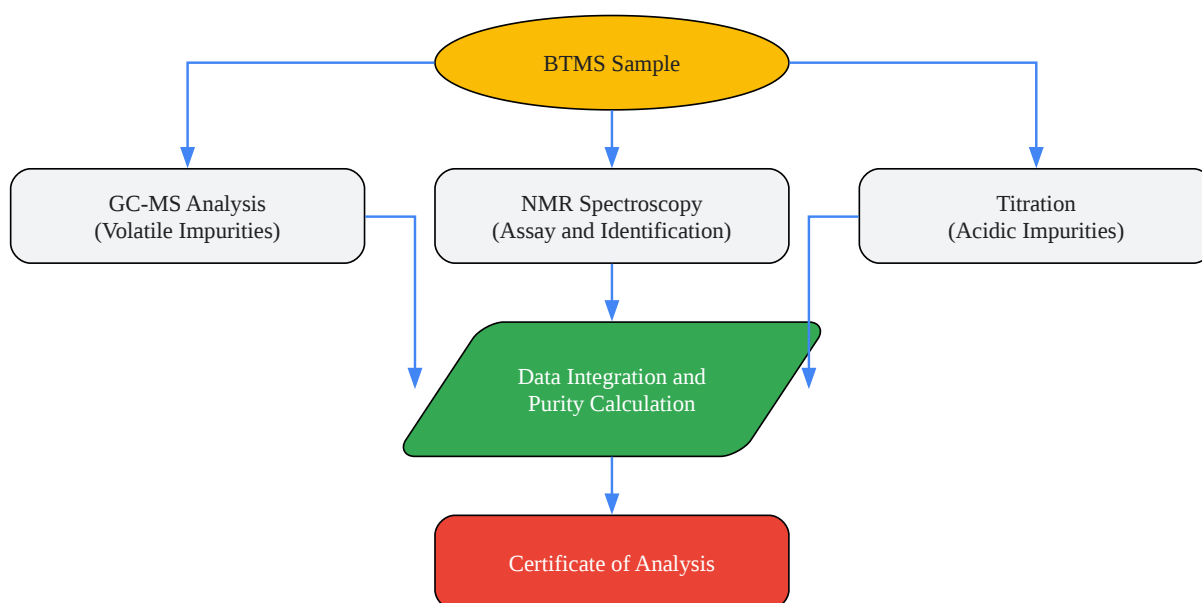 BTMS Sample
GC-MS Analysis
(Volatile Impurities)
NMR Spectroscopy
(Assay and Identification)
Titration
(Acidic Impurities)
Data Integration and
Purity Calculation
Certificate of Analysis